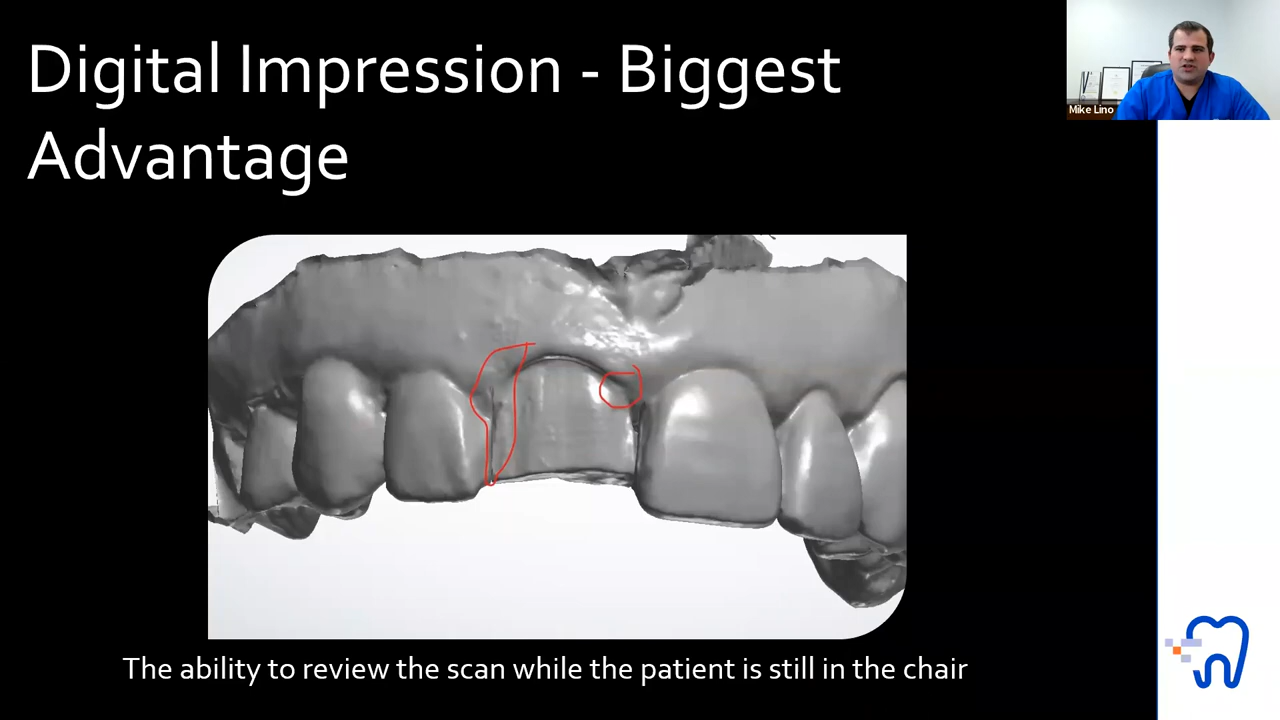 Digital Impression - Biggest
Advantage
Mike Lino
The ability to review the scan while the patient is still in the chair